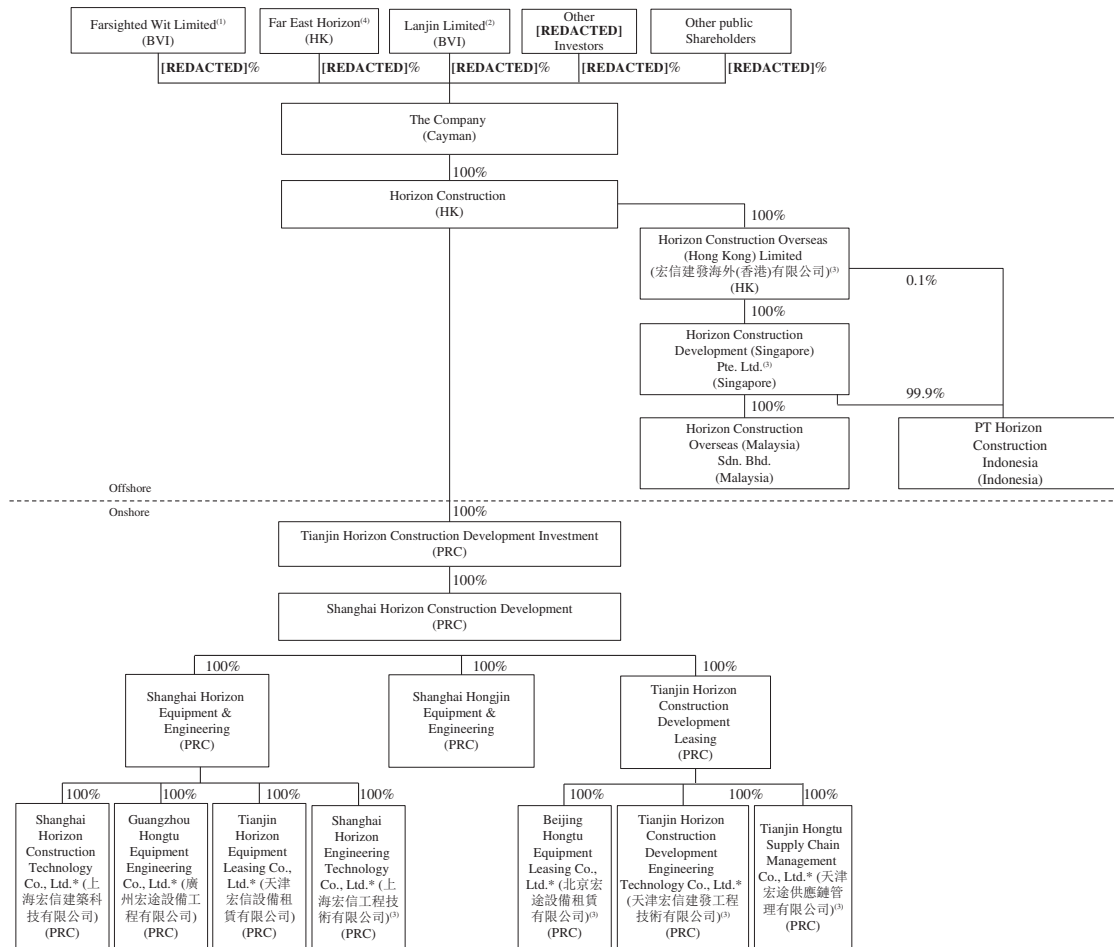 Farsighted Wit Limited(1)
(BVI)
Far East Horizon(4)
(HK)
Lanjin Limited(2)
(BVI)
Other
[REDACTED]
Investors
Other public
Shareholders
[REDACTED]%
[REDACTED]%
[REDACTED]%
[REDACTED]%
[REDACTED]%
The Company
(Cayman)
100%
Horizon Construction
(HK)
100%
Horizon Construction Overseas
(Hong Kong) Limited
(宏信建發海外(香港)有限公司)(3)
(HK)
0.1%
100%
Horizon Construction
Development (Singapore)
Pte. Ltd.(3)
(Singapore)
99.9%
100%
Horizon Construction
Overseas (Malaysia)
Sdn. Bhd.
(Malaysia)
PT Horizon
Construction
Indonesia
(Indonesia)
Offshore
Onshore
100%
Tianjin Horizon Construction Development Investment
(PRC)
100%
Shanghai Horizon Construction Development
(PRC)
100%
100%
100%
Shanghai Horizon
Equipment &
Engineering
(PRC)
Shanghai Hongjin
Equipment &
Engineering
(PRC)
Tianjin Horizon
Construction
Development
Leasing
(PRC)
100%
100%
100%
100%
100%
100%
100%
Shanghai
Horizon
Construction
Technology
Co., Ltd.* (上
海宏信建築科
技有限公司)
(PRC)
Guangzhou
Hongtu
Equipment
Engineering
Co., Ltd.* (廣
州宏途設備工
程有限公司)
(PRC)
Tianjin
Horizon
Equipment
Leasing Co.,
Ltd.* (天津
宏信設備租
賃有限公司)
(PRC)
Shanghai
Horizon
Engineering
Technology Co.,
Ltd.* (上
海宏信工程技
術有限公司)(3)
(PRC)
Beijing
Hongtu
Equipment
Leasing Co.,
Ltd.* (北京宏
途設備租賃
有限公司)(3)
(PRC)
Tianjin Horizon
Construction
Development
Engineering
Technology Co., Ltd.*
(天津宏信建發工程
技術有限公司)(3)
(PRC)
Tianjin Hongtu
Supply Chain
Management
Co., Ltd.* (天津
宏途供應鏈管
理有限公司)(3)
(PRC)